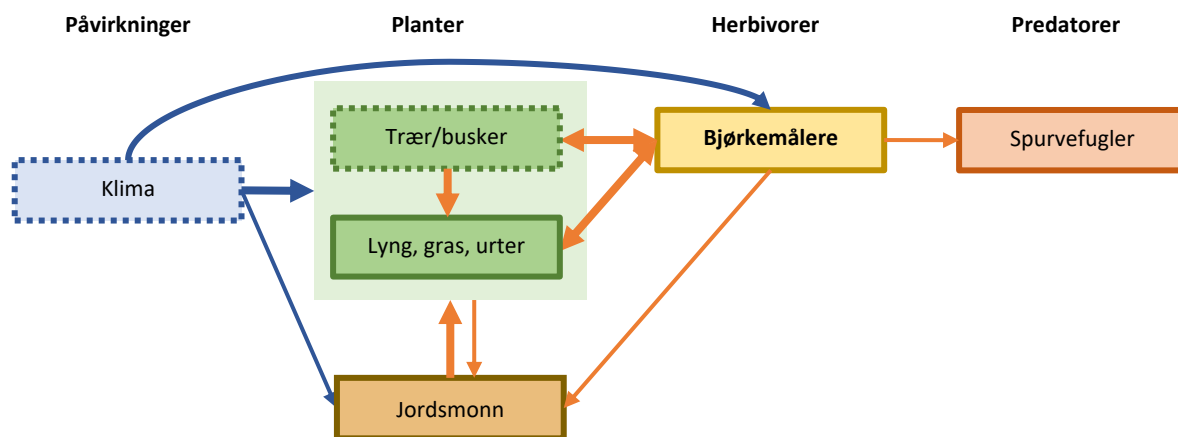 Påvirkninger
Planter
Herbivorer
Predatorer
Trær/busker
Bjørkemålere
Spurvefugler
Klima
Lyng, gras, urter
Jordsmonn